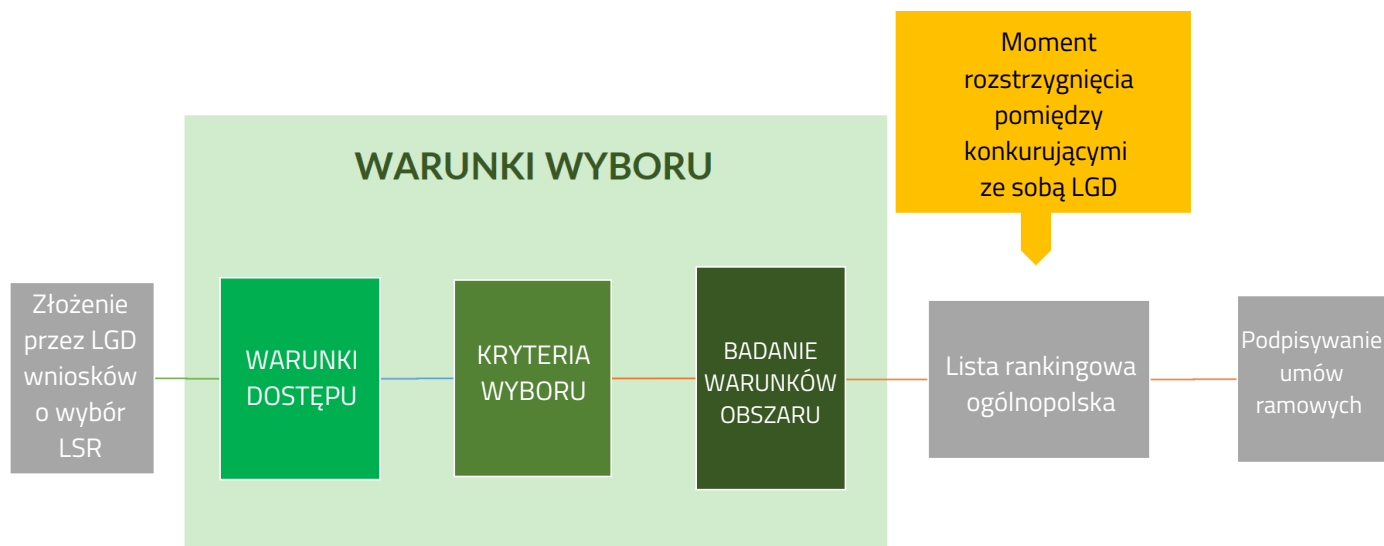 Moment
rozstrzygnięcia
pomiędzy
konkurującymi
ze sobą LGD
WARUNKI WYBORU
Złożenie
przez LGD
wniosków
o wybór
LSR
WARUNKI
DOSTĘPU
KRYTERIA
WYBORU
BADANIE
WARUNKÓW
OBSZARU
Lista rankingowa
ogólnopolska
Podpisywanie
umów
ramowych